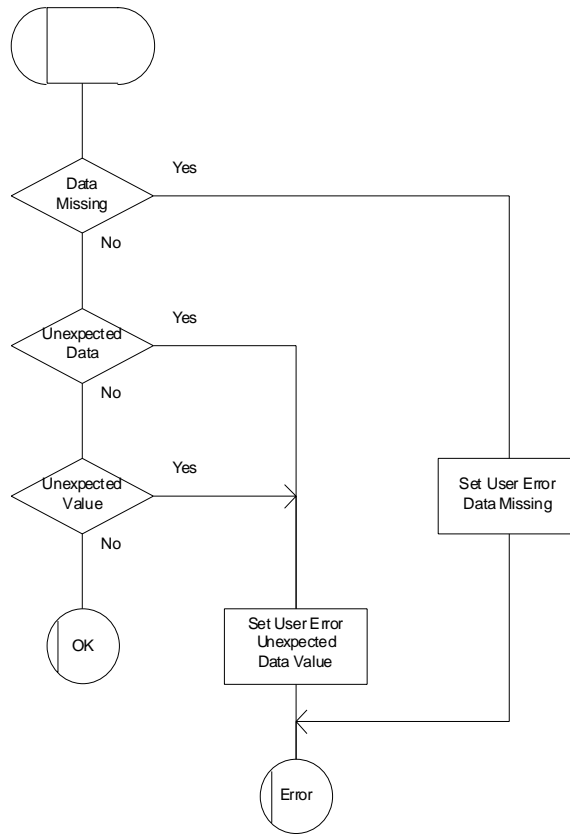 Yes
Data
Missing
No
Yes
Unexpected
Data
No
Yes
Unexpected
Value
No
Set User Error
Data Missing
OK
Set User Error
Unexpected
Data Value
Error